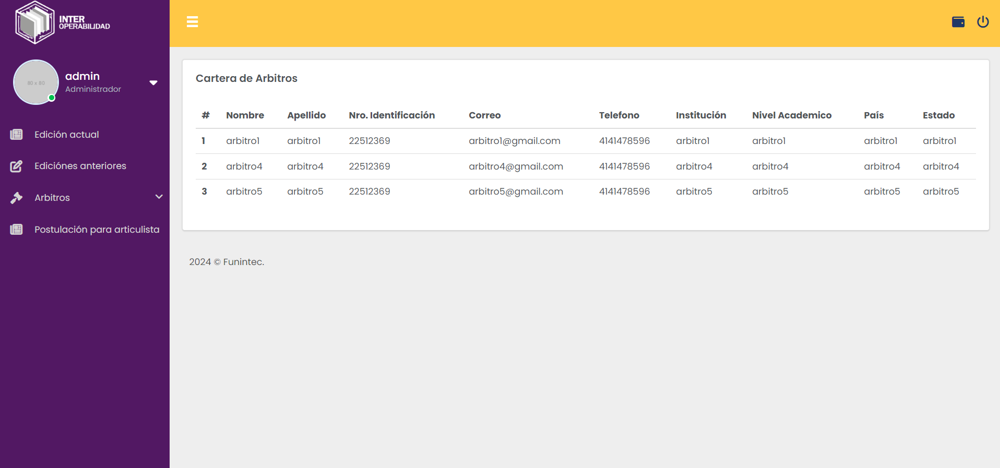 INTER
OPERABILIDAD
80 x 80
admin
Administrador
Edición actual
Ediciónes anteriores
Arbitros
Postulación para articulista
Cartera de Arbitros
# Nombre Apellido Nro. Identificación Correo Telefono Institución Nivel Academico País Estado
1 arbitro1 arbitro1 22512369 arbitro1@gmail.com 4141478596 arbitro1 arbitro1 arbitro1 arbitro1
2 arbitro4 arbitro4 22512369 arbitro4@gmail.com 4141478596 arbitro4 arbitro4 arbitro4 arbitro4
3 arbitro5 arbitro5 22512369 arbitro5@gmail.com 4141478596 arbitro5 arbitro5 arbitro5 arbitro5
2024 © Funintec.